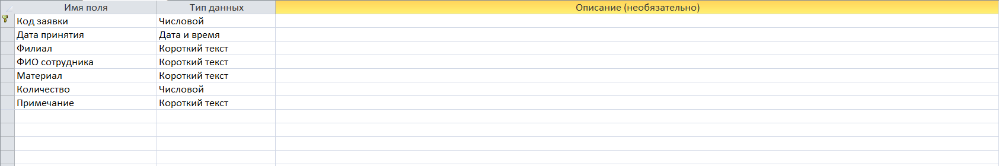 Имя поля Тип данных Описание (необязательно)
Код заявки Числовой
Дата принятия Дата и время
Филиал Короткий текст
ФИО сотрудника Короткий текст
Материал Короткий текст
Количество Числовой
Примечание Короткий текст